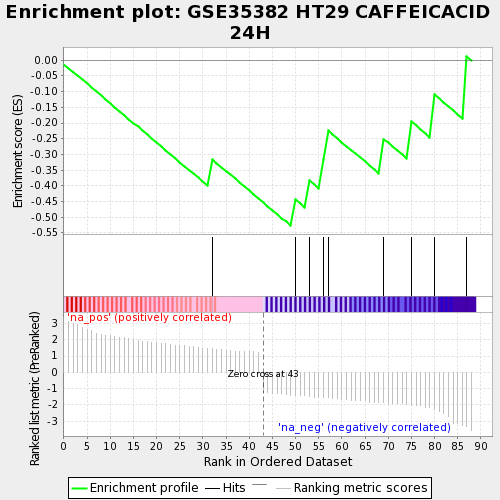 Enrichment plot: GSE35382 HT29 CAFFEICACID
24H
Enrichment score (ES)
0.00
-0.05
-0.10
-0.15
-0.20
-0.25
-0.30
-0.35
-0.40
-0.45
-0.50
-0.55
'na_pos' (positively correlated)
Ranked list metric (PreRanked)
3
2
1
0
-1
-2
-3
Zero cross at 43
'na_neg' (negatively correlated)
0 5 10 15 20 25 30 35 40 45 50 55 60 65 70 75 80 85 90
Rank in Ordered Dataset
Enrichment profile Hits Ranking metric scores